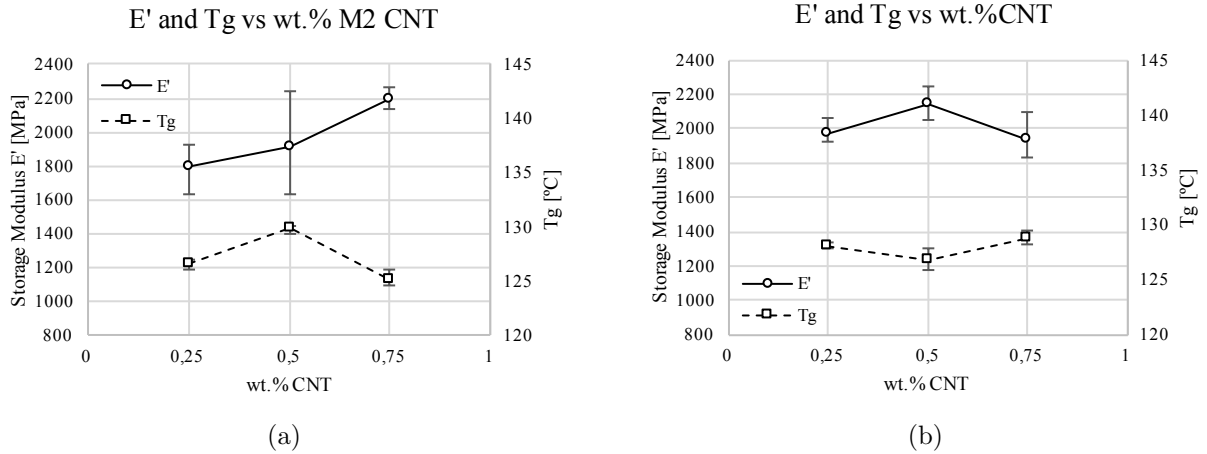 E' and Tg vs wt.% M2 CNT
2400
2200
2000
1800
1600
1400
1200
1000
800
Storage Modulus E' [MPa]
E'
Tg
145
140
135
130
125
120
Tg [ºC]
0
0,25
0,5
0,75
1
wt.% CNT
(a)
E' and Tg vs wt.%CNT
2400
2200
2000
1800
1600
1400
1200
1000
800
Storage Modulus E' [MPa]
E'
Tg
145
140
135
130
125
120
Tg [ºC]
0
0,25
0,5
0,75
1
wt.% CNT
(b)